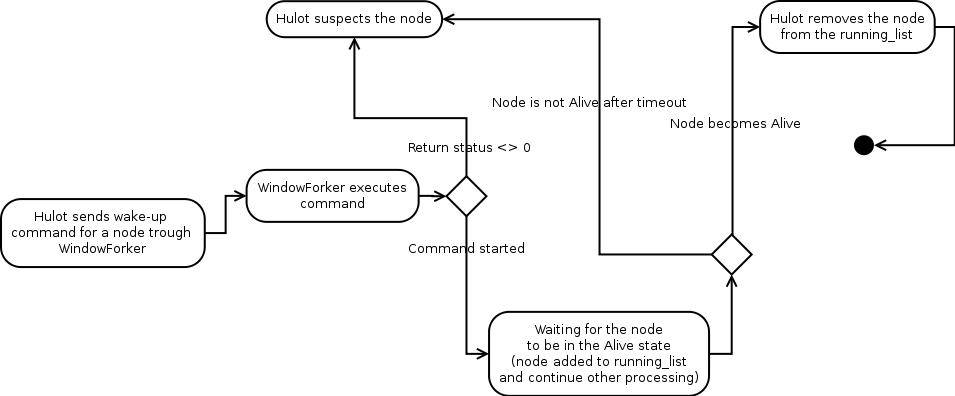 Hulot suspects the node
Hulot removes the node
from the running_list
Node is not Alive after timeout
Node becomes Alive
Return status <> 0
WindowForker executes
command
Hulot sends wake-up
command for a node trough
WindowForker
Command started
Waiting for the node
to be in the Alive state
(node added to running_list
and continue other processing)